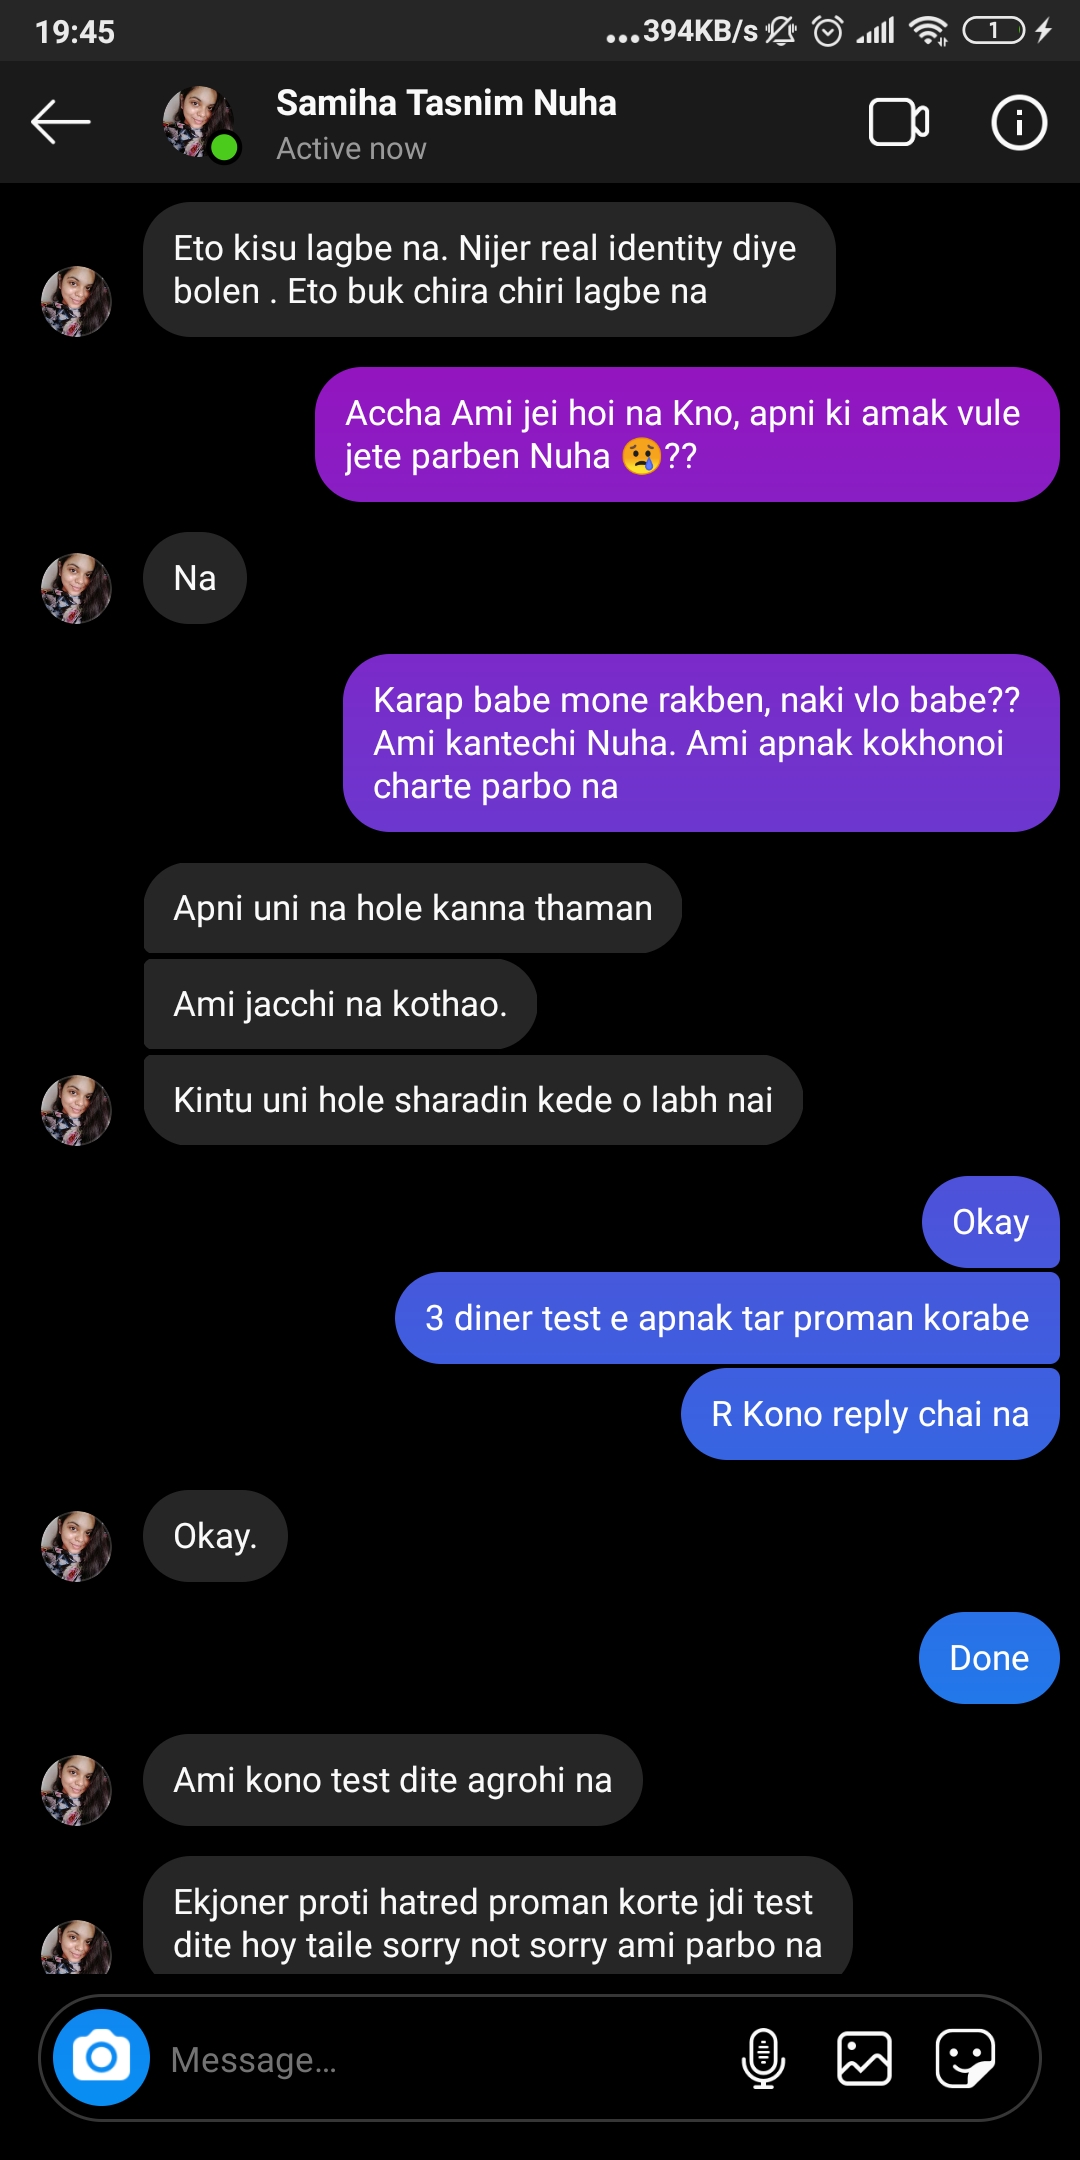 19:45
...394KB/s
1
Samiha Tasnim Nuha
Active now
Eto kisu lagbe na. Nijer real identity diye
bolen . Eto buk chira chiri lagbe na
Accha Ami jei hoi na Kno, apni ki amak vule
jete parben Nuha 😢??
Na
Karap babe mone rakben, naki vlo babe??
Ami kantechi Nuha. Ami apnak kokhonoi
charte parbo na
Apni uni na hole kanna thaman
Ami jacchi na kothao.
Kintu uni hole sharadin kede o labh nai
Okay
3 diner test e apnak tar proman korabe
R Kono reply chai na
Okay.
Done
Ami kono test dite agrohi na
Ekjoner proti hatred proman korte jdi test
dite hoy taile sorry not sorry ami parbo na
Message...